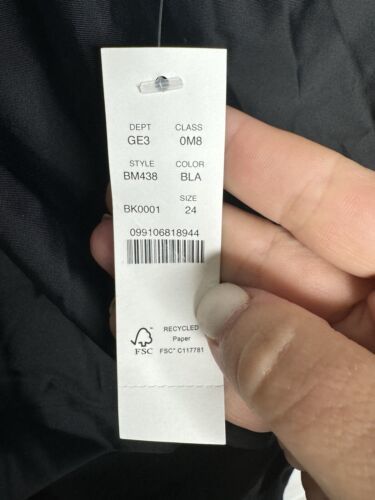 DEPT CLASS
GE3 0M8
STYLE COLOR
BM438 BLA
SIZE
BK0001 24
099106818944
RECYCLED
Paper
FSC FSC® C117781